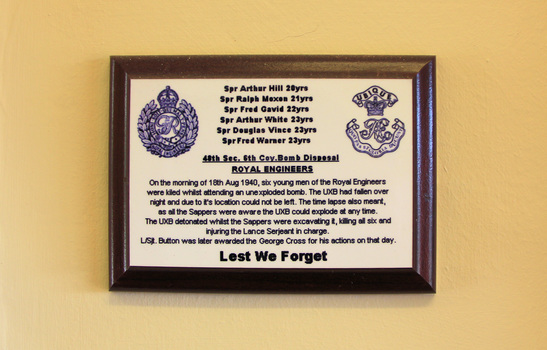 Spr Arthur Hill 20yrs
Spr Ralph Moxon 21yrs
Spr Fred Gavid 22yrs
Spr Arthur White 23yrs
Spr Douglas Vince 23yrs
Spr Fred Warner 23yrs
UBIQUE
48th Sec. 6th Coy.Bomb Disposal
ROYAL ENGINEERS
On the morning of 18th Aug 1940, six young men of the Royal Engineers
were killed whilst attending an unexploded bomb. The UXB had fallen over
night and due to it's location could not be left. The time lapse also meant,
as all the Sappers were aware the UXB could explode at any time.
The UXB detonated whilst the Sappers were excavating it, killing all six and
injuring the Lance Serjeant in charge.
L/Sjt. Button was later awarded the George Cross for his actions on that day.
Lest We Forget